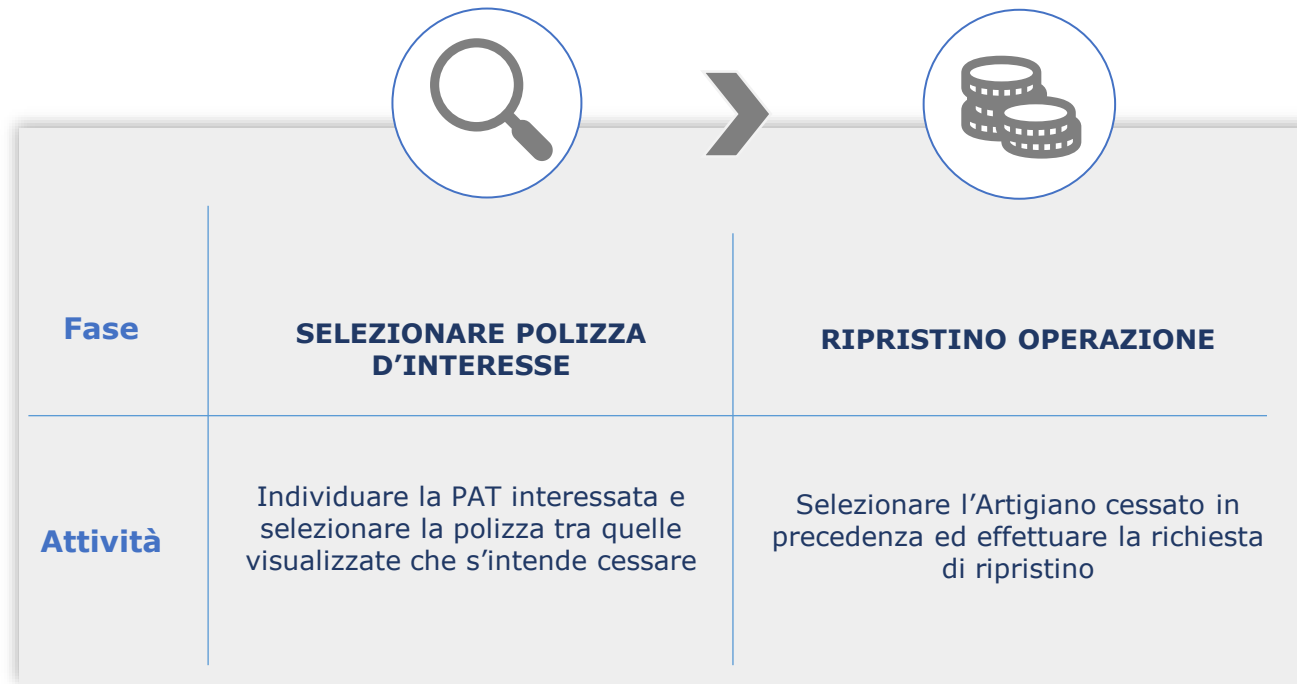 Fase
SELEZIONARE POLIZZA
D’INTERESSE
RIPRISTINO OPERAZIONE
Attività
Individuare la PAT interessata e
selezionare la polizza tra quelle
visualizzate che s’intende cessare
Selezionare l’Artigiano cessato in
precedenza ed effettuare la richiesta
di ripristino